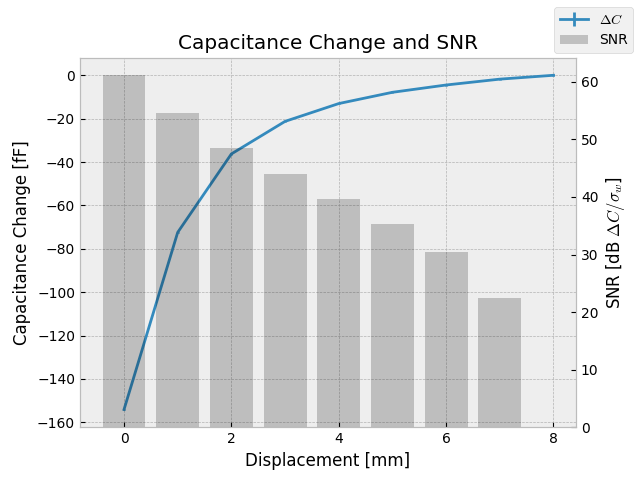 ΔC
SNR
Capacitance Change and SNR
Capacitance Change [fF]
0
−20
−40
−60
−80
−100
−120
−140
−160
60
50
40
30
20
10
0
SNR [dB ΔC/σ_w]
0 2 4 6 8
Displacement [mm]